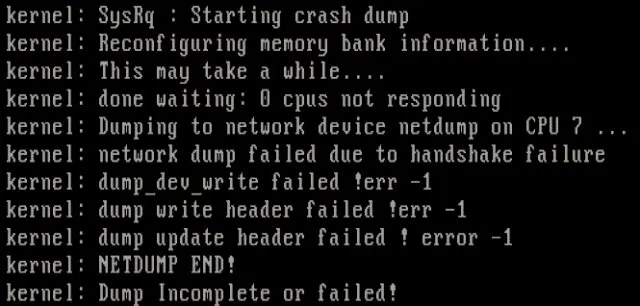 kernel: SysRq : Starting crash dump
kernel: Reconfiguring memory bank information....
kernel: This may take a while....
kernel: done waiting: 0 cpus not responding
kernel: Dumping to network device netdump on CPU 7 ...
kernel: network dump failed due to handshake failure
kernel: dump_dev_write failed !err -1
kernel: dump write header failed !err -1
kernel: dump update header failed ! error -1
kernel: NETDUMP END!
kernel: Dump Incomplete or failed!